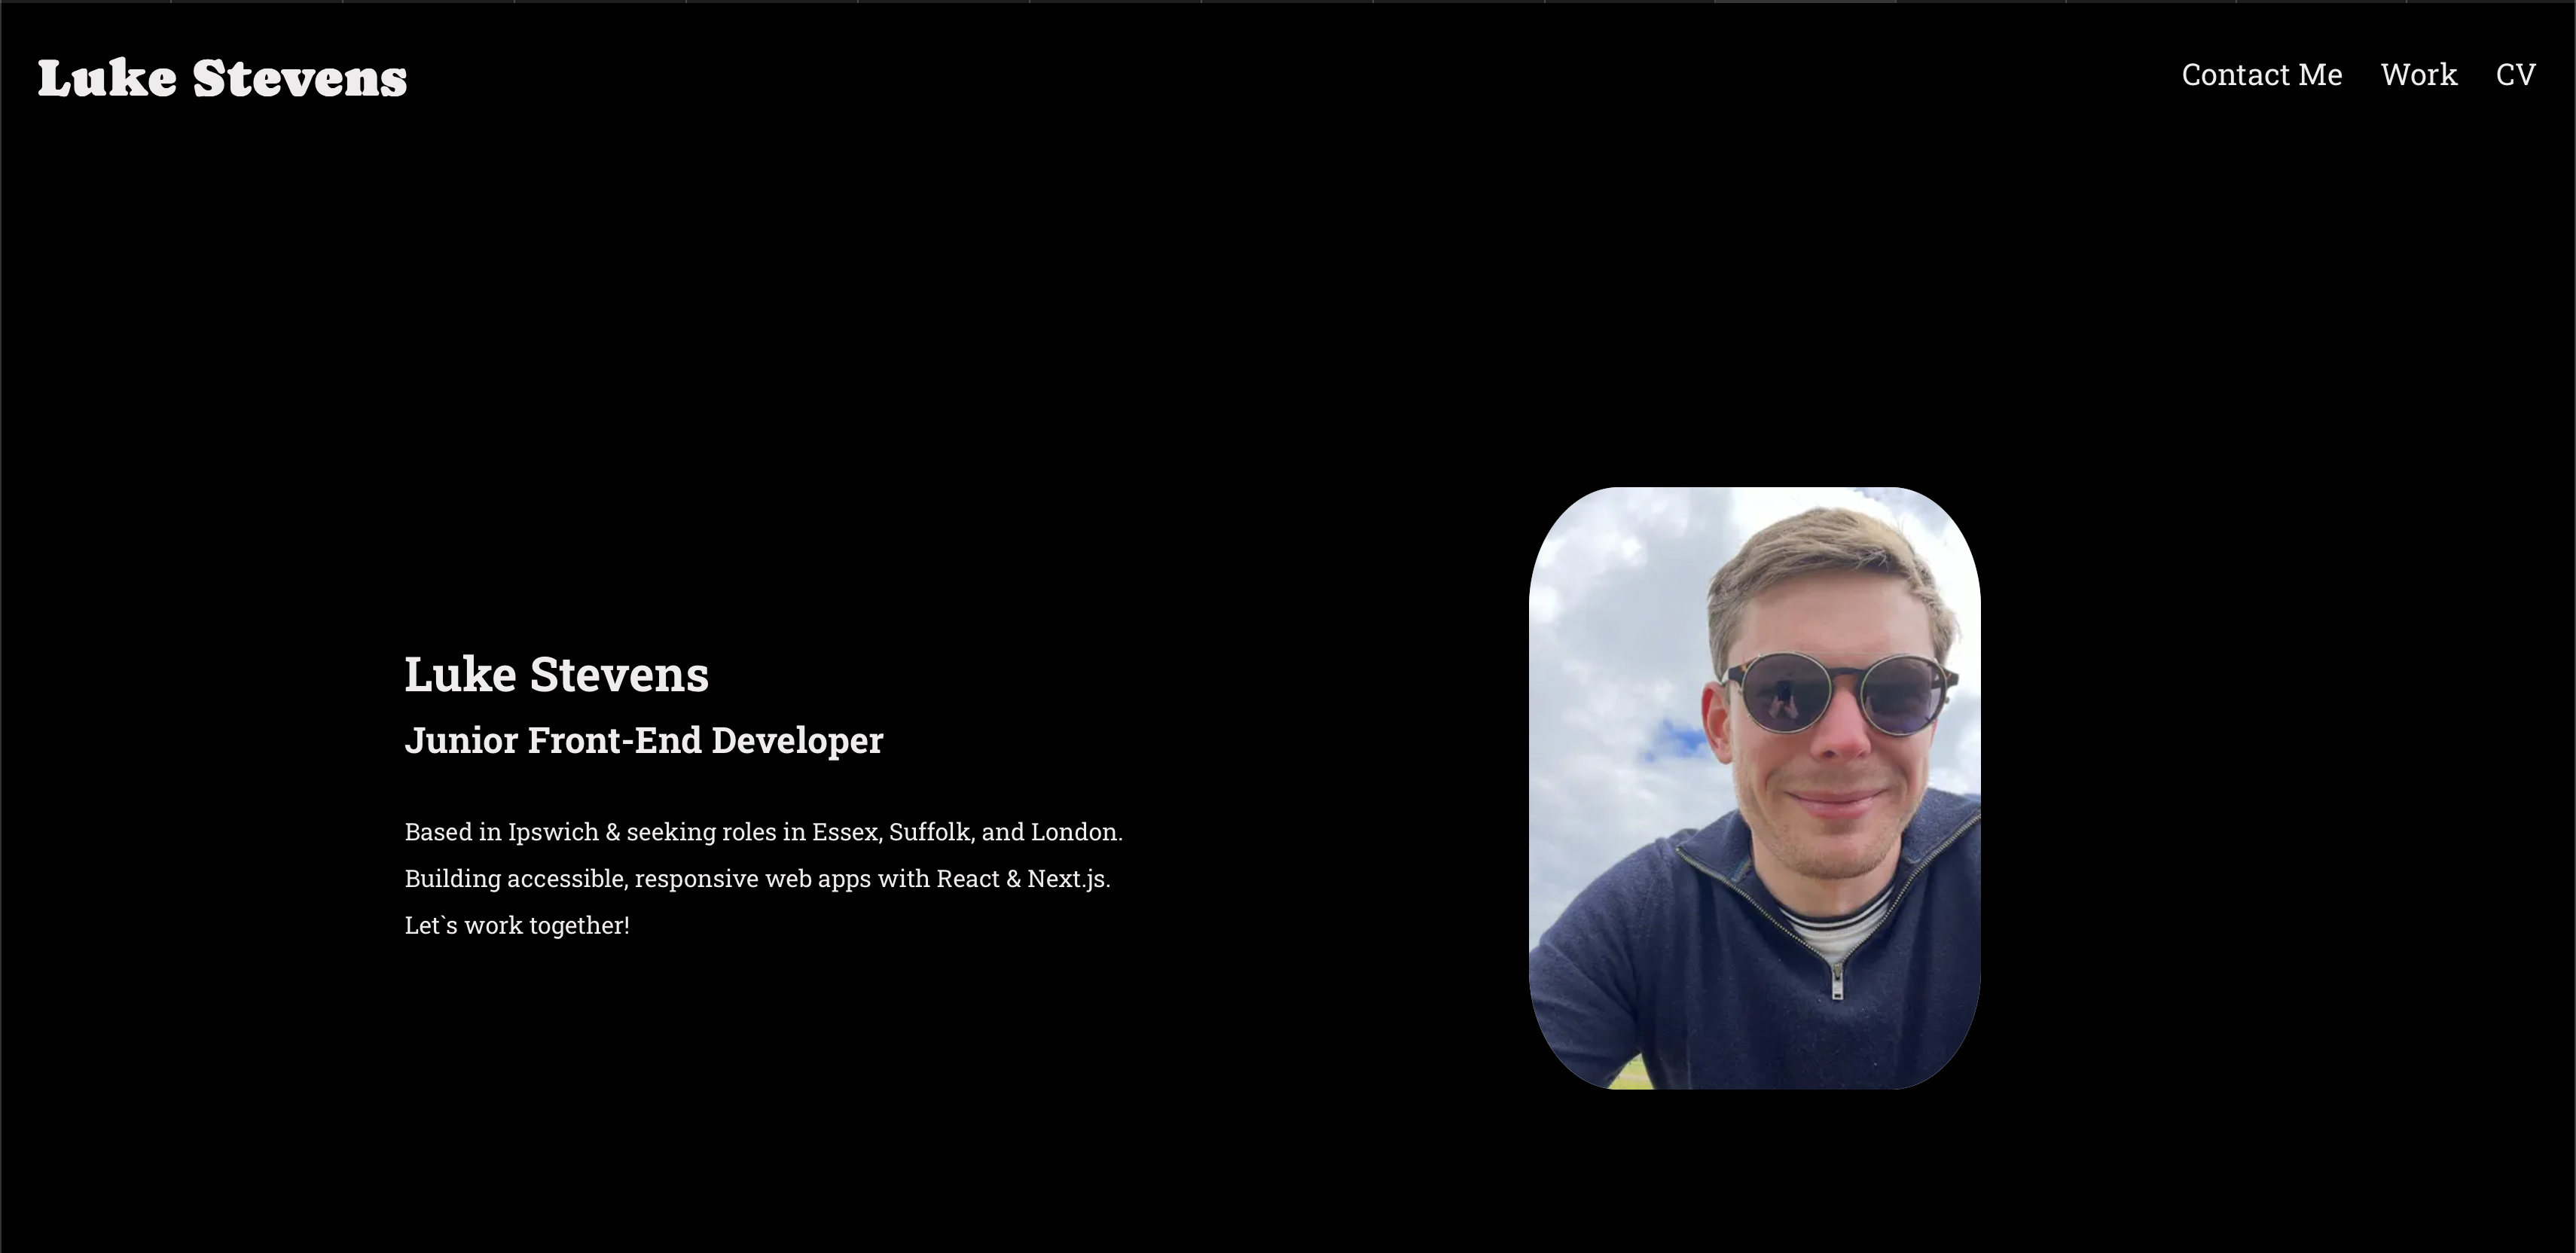 Luke Stevens
Contact Me Work CV
Luke Stevens
Junior Front-End Developer
Based in Ipswich & seeking roles in Essex, Suffolk, and London.
Building accessible, responsive web apps with React & Next.js.
Let`s work together!